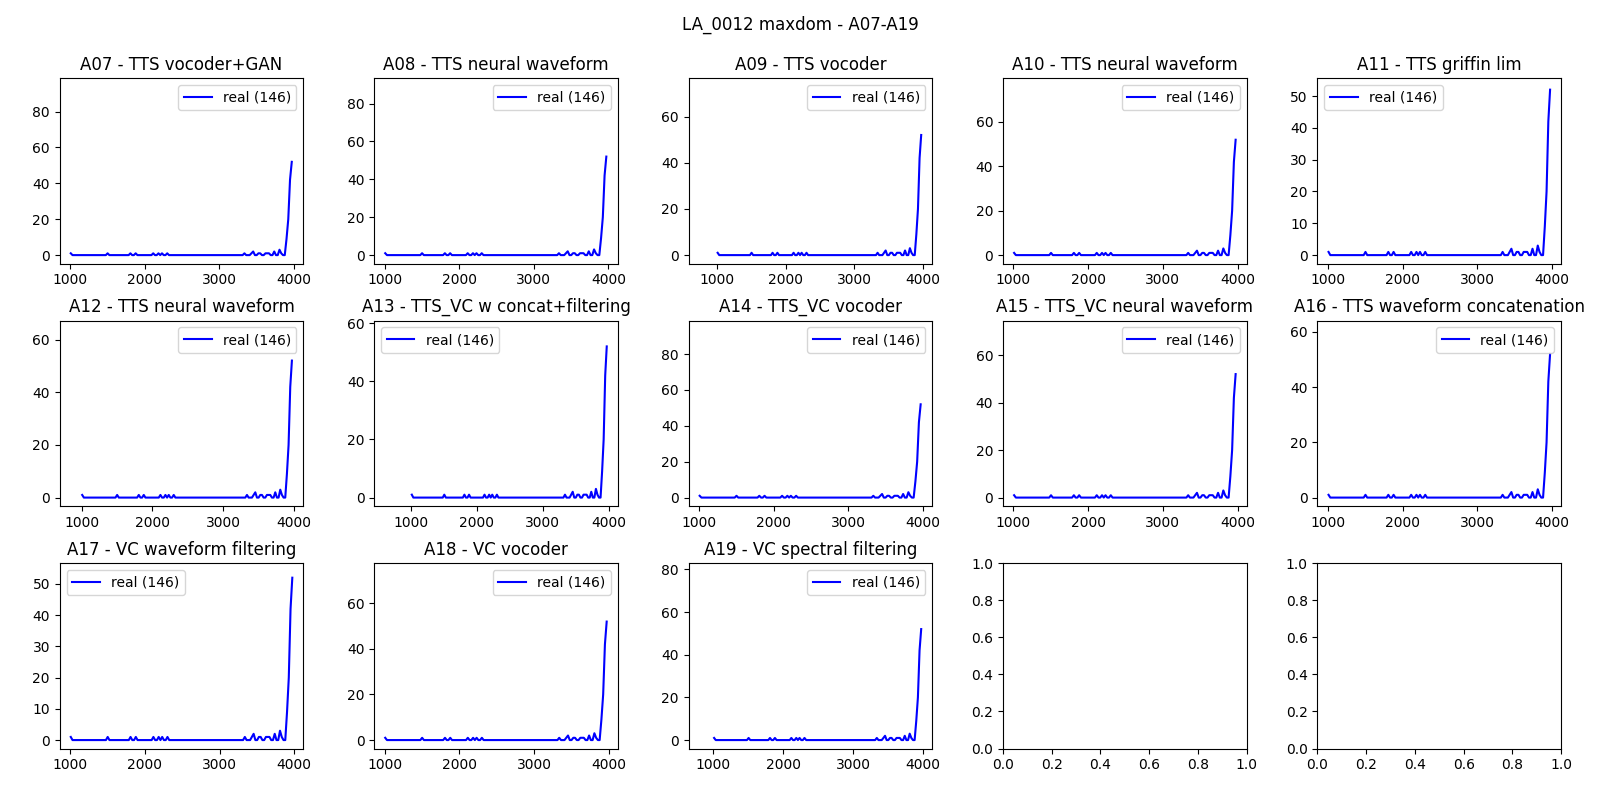 LA_0012 maxdom - A07-A19
A07 - TTS vocoder+GAN
real (146)
0
20
40
60
80
1000 2000 3000 4000
A08 - TTS neural waveform
real (146)
0
20
40
60
80
1000 2000 3000 4000
A09 - TTS vocoder
real (146)
0
20
40
60
1000 2000 3000 4000
A10 - TTS neural waveform
real (146)
0
20
40
60
1000 2000 3000 4000
A11 - TTS griffin lim
real (146)
0
10
20
30
40
50
1000 2000 3000 4000
A12 - TTS neural waveform
real (146)
0
20
40
60
1000 2000 3000 4000
A13 - TTS_VC w concat+filtering
real (146)
0
20
40
60
1000 2000 3000 4000
A14 - TTS_VC vocoder
real (146)
0
20
40
60
80
1000 2000 3000 4000
A15 - TTS_VC neural waveform
real (146)
0
20
40
60
1000 2000 3000 4000
A16 - TTS waveform concatenation
real (146)
0
20
40
60
1000 2000 3000 4000
A17 - VC waveform filtering
real (146)
0
10
20
30
40
50
1000 2000 3000 4000
A18 - VC vocoder
real (146)
0
20
40
60
1000 2000 3000 4000
A19 - VC spectral filtering
real (146)
0
20
40
60
80
1000 2000 3000 4000
0.0
0.2
0.4
0.6
0.8
1.0
0.0 0.2 0.4 0.6 0.8 1.0
0.0
0.2
0.4
0.6
0.8
1.0
0.0 0.2 0.4 0.6 0.8 1.0